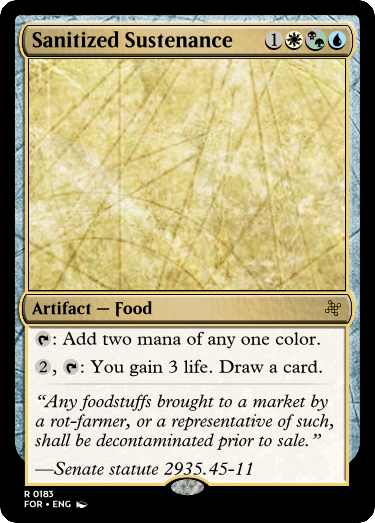 Sanitized Sustenance 1
Artifact — Food
: Add two mana of any one color.
2, : You gain 3 life. Draw a card.
“Any foodstuffs brought to a market by
a rot-farmer, or a representative of such,
shall be decontaminated prior to sale.”
—Senate statute 2935.45-11
R 0183
FOR • ENG